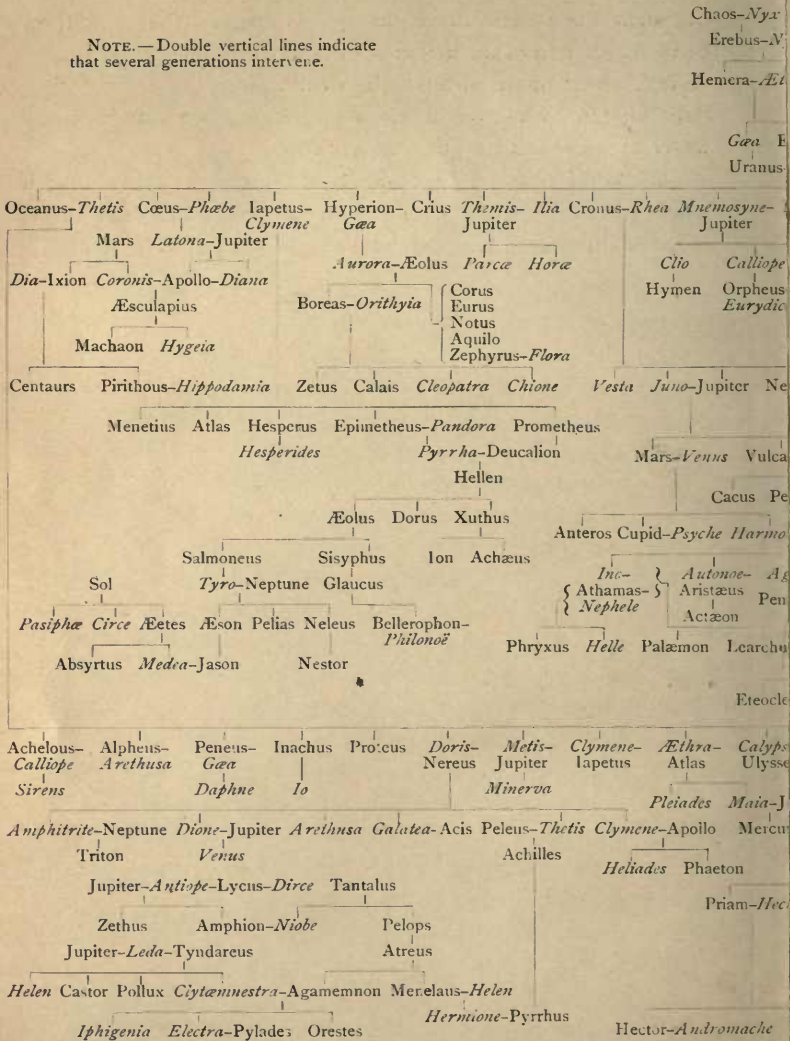 Chaos–Nyx
NOTE.—Double vertical lines indicate
that several generations intervene.
Erebus–N
Hemera–Æt
Gæa E
Uranus-
Oceanus–Thetis Cœus–Phœbe Iapetus– Hyperion– Crius Themis– Ilia Cronus–Rhea Mnemosyne–
Clymene Gæa Jupiter Jupiter
Mars Latona–Jupiter
Aurora–Æolus Parcæ Horæ Clio Calliope
Dia–Ixion Coronis–Apollo–Diana
Hymen Orpheus
Boreas–Orithyia Corus
Æsculapius Eurus Eurydic
Notus
Machaon Hygeia Aquilo
Zephyrus–Flora
Centaurs Pirithous–Hippodamia Zetus Calais Cleopatra Chione Vesta Juno–Jupiter Ne
Menetius Atlas Hesperus Epimetheus–Pandora Prometheus
Hesperides Pyrrha–Deucalion Mars–Venus Vulca
Hellen
Cacus Pe
Æolus Dorus Xuthus
Anteros Cupid–Psyche Harmo
Salmoneus Sisyphus Ion Achæus
Ino– Autonoe– Ag
Sol Tyro–Neptune Glaucus Athamas– Aristæus
Nephele Pen
Actæon
Pasiphæ Circe Æetes Æson Pelias Neleus Bellerophon–
Philonoë
Phryxus Helle Palæmon Learchu
Absyrtus Medea–Jason Nestor
Eteocle
Achelous– Alpheus– Peneus– Inachus Proteus Doris– Metis– Clymene– Æthra– Calyps
Calliope Arethusa Gæa Nereus Jupiter Iapetus Atlas Ulysse
Sirens Daphne Io Minerva
Pleiades Maia–J
Amphitrite–Neptune Dione–Jupiter Arethusa Galatea–Acis Peleus–Thetis Clymene–Apollo Mercu
Triton Venus Achilles
Heliades Phaeton
Jupiter–Antiope–Lycus–Dirce Tantalus
Priam–Hec
Zethus Amphion–Niobe Pelops
Jupiter–Leda–Tyndareus Atreus
Helen Castor Pollux Clytæmnestra–Agamemnon Menelaus–Helen
Hermione–Pyrrhus
Iphigenia Electra–Pylades Orestes Hector–Andromache